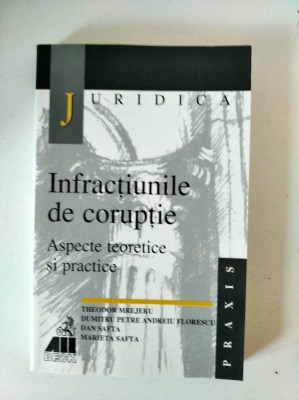 JURIDICA
Infracțiunile
de corupție
Aspecte teoretice
și practice
THEODOR MREJERU
DUMITRU PETRE ANDREIU FLORESCU
DAN SAFTA
MARIETA SAFTA
PRAXIS
ALL
BECK